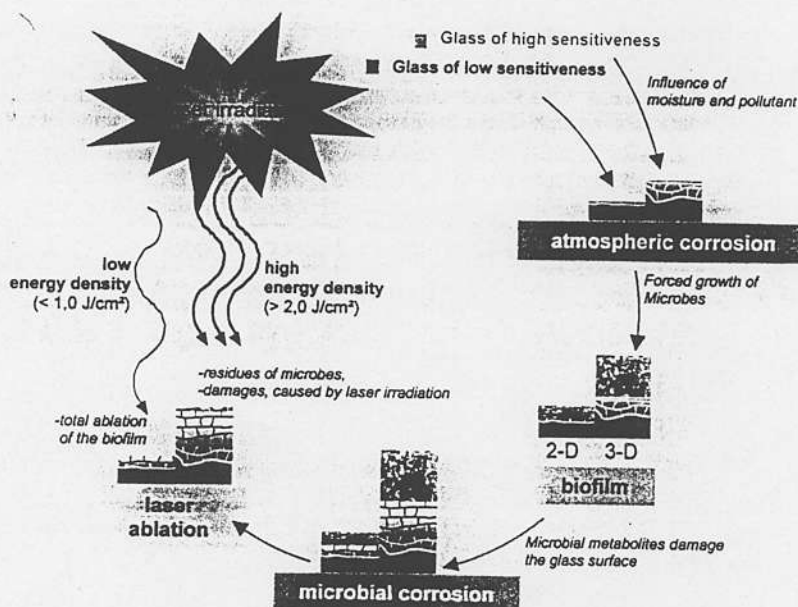 Glass of high sensitiveness
Glass of low sensitiveness
Influence of
moisture and pollutant
atmospheric corrosion
low
energy density
(< 1,0 J/cm²)
high
energy density
(> 2,0 J/cm²)
Forced growth of
Microbes
-residues of microbes,
-damages, caused by laser irradiation
-total ablation
of the biofilm
2-D 3-D
biofilm
laser
ablation
Microbial metabolites damage
the glass surface
microbial corrosion